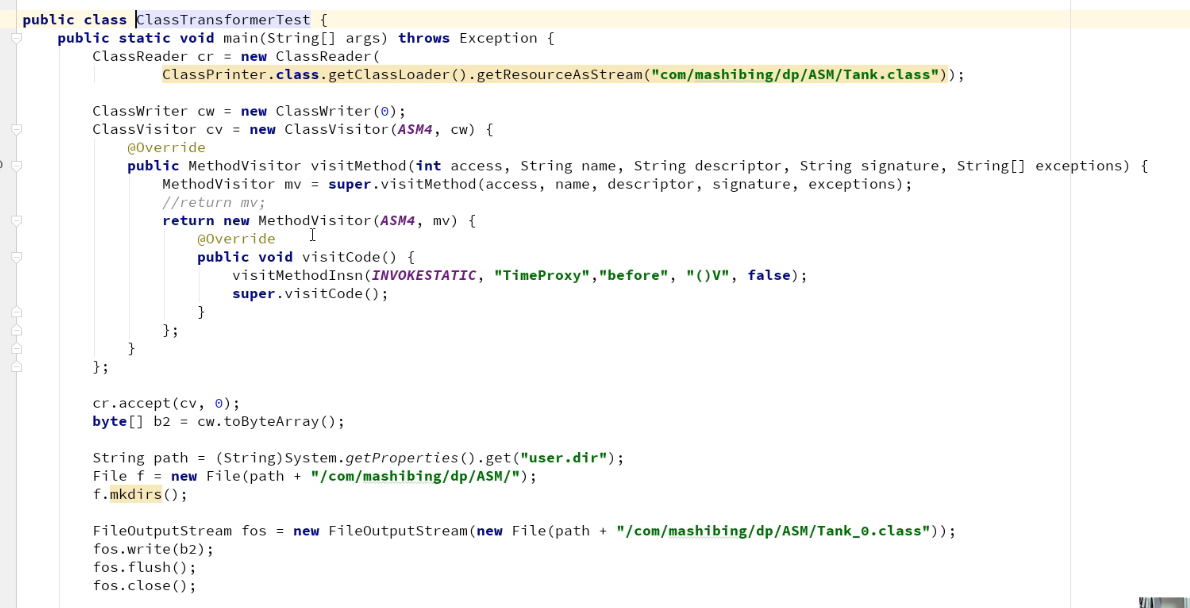 public class ClassTransformerTest {
    public static void main(String[] args) throws Exception {
        ClassReader cr = new ClassReader(
                ClassPrinter.class.getClassLoader().getResourceAsStream("com/mashibing/dp/ASM/Tank.class"));

        ClassWriter cw = new ClassWriter(0);
        ClassVisitor cv = new ClassVisitor(ASM4, cw) {
            @Override
            public MethodVisitor visitMethod(int access, String name, String descriptor, String signature, String[] exceptions) {
                MethodVisitor mv = super.visitMethod(access, name, descriptor, signature, exceptions);
                //return mv;
                return new MethodVisitor(ASM4, mv) {
                    @Override
                    public void visitCode() {
                        visitMethodInsn(INVOKESTATIC, "TimeProxy","before", "()V", false);
                        super.visitCode();
                    }
                };
            }
        };

        cr.accept(cv, 0);
        byte[] b2 = cw.toByteArray();

        String path = (String)System.getProperties().get("user.dir");
        File f = new File(path + "/com/mashibing/dp/ASM/");
        f.mkdirs();

        FileOutputStream fos = new FileOutputStream(new File(path + "/com/mashibing/dp/ASM/Tank_0.class"));
        fos.write(b2);
        fos.flush();
        fos.close();